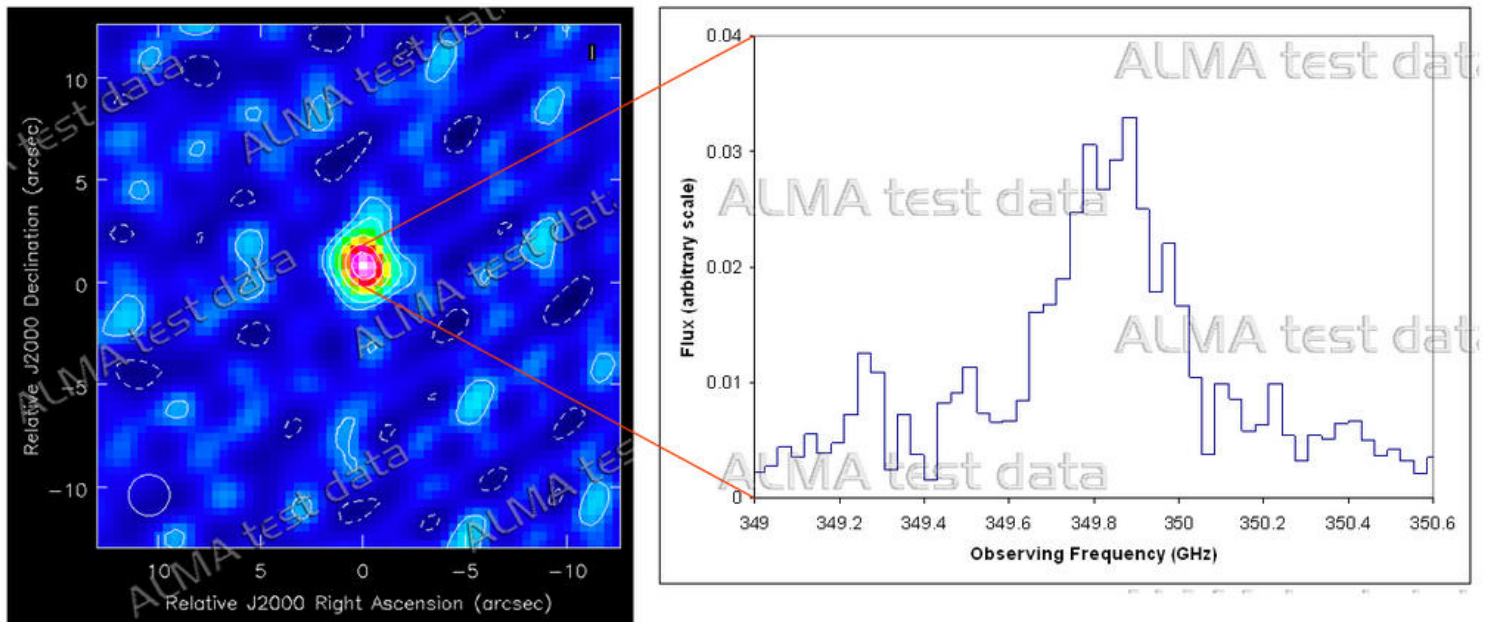 10
5
0
-5
-10
Relative J2000 Declination (arcsec)
10
5
0
-5
-10
Relative J2000 Right Ascension (arcsec)
test data
ALMA test data
ALMA test data
ALMA test data
ALMA test data
ALMA test data
ALMA test
0.04
0.03
0.02
0.01
0
Flux (arbitrary scale)
349
349.2
349.4
349.6
349.8
350
350.2
350.4
350.6
Observing Frequency (GHz)
ALMA test data
ALMA test data
ALMA test data
ALMA test data